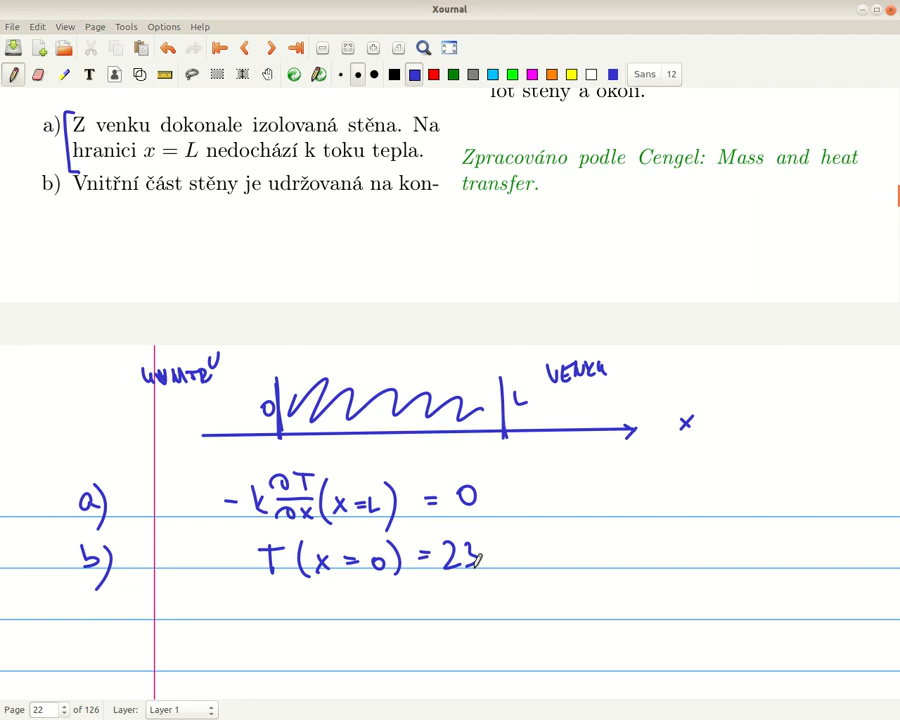 Xournal
File Edit View Page Tools Options Help
Sans 12
lot stěny a okolí.
a) Z venku dokonale izolovaná stěna. Na
hranici x = L nedochází k toku tepla.
b) Vnitřní část stěny je udržovaná na kon-
Zpracováno podle Cengel: Mass and heat
transfer.
UVNITŘ
VENKU
0
L
x
a) - k ∂T/∂x (x=L) = 0
b) T(x=0) = 23
Page 22 of 126 Layer: Layer 1